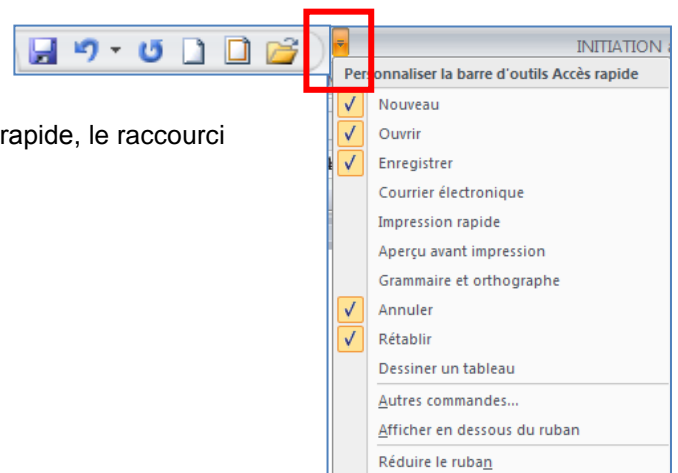 INITIATION
Personnaliser la barre d'outils Accès rapide
Nouveau
rapide, le raccourci
Ouvrir
Enregistrer
Courrier électronique
Impression rapide
Aperçu avant impression
Grammaire et orthographe
Annuler
Rétablir
Dessiner un tableau
Autres commandes...
Afficher en dessous du ruban
Réduire le ruban